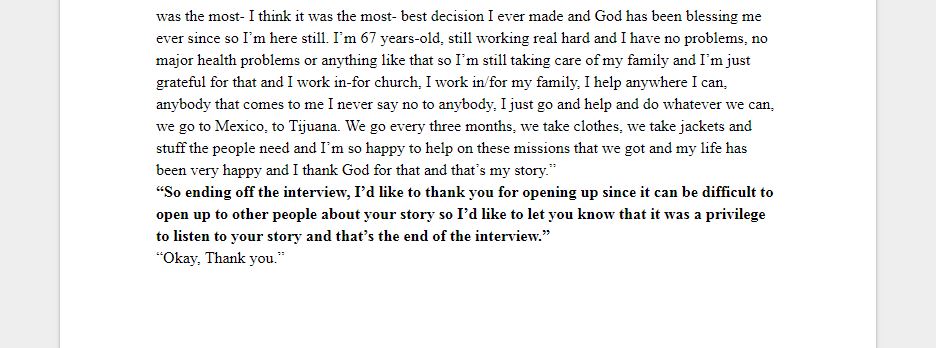 was the most- I think it was the most- best decision I ever made and God has been blessing me
ever since so I’m here still. I’m 67 years-old, still working real hard and I have no problems, no
major health problems or anything like that so I’m still taking care of my family and I’m just
grateful for that and I work in-for church, I work in/for my family, I help anywhere I can,
anybody that comes to me I never say no to anybody, I just go and help and do whatever we can,
we go to Mexico, to Tijuana. We go every three months, we take clothes, we take jackets and
stuff the people need and I’m so happy to help on these missions that we got and my life has
been very happy and I thank God for that and that’s my story.”
“So ending off the interview, I’d like to thank you for opening up since it can be difficult to
open up to other people about your story so I’d like to let you know that it was a privilege
to listen to your story and that’s the end of the interview.”
“Okay, Thank you.”